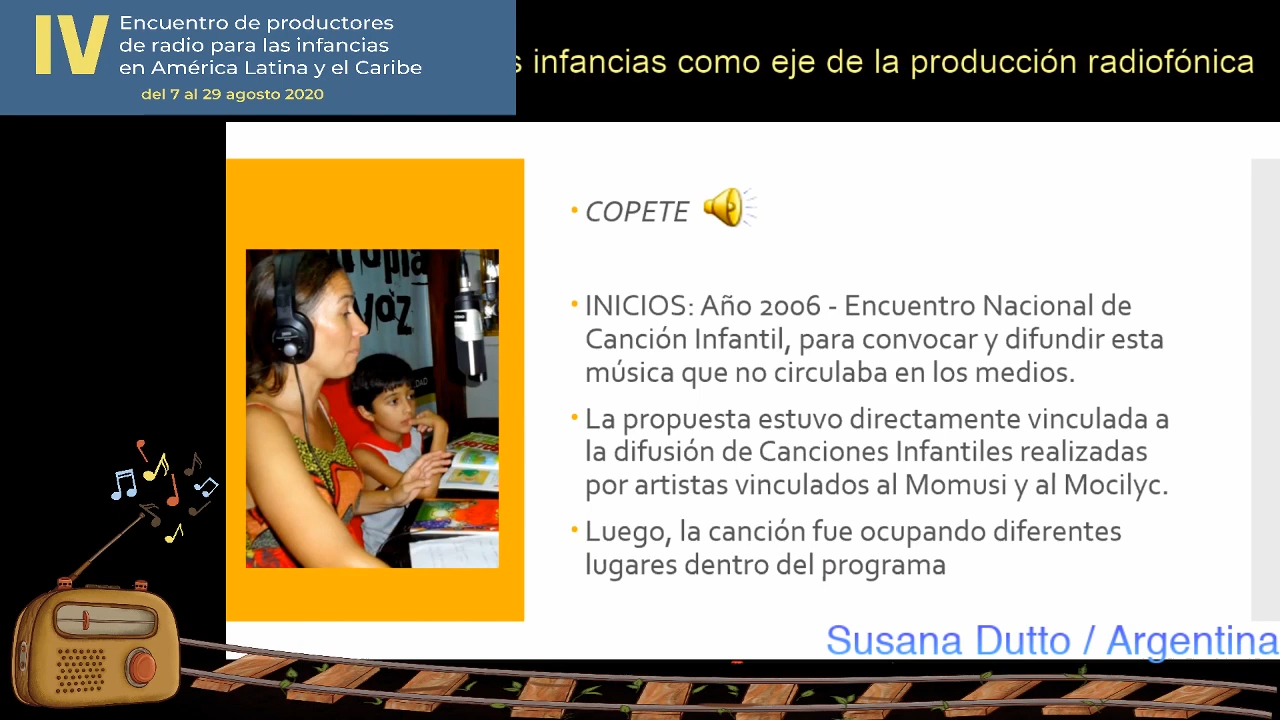 IV
Encuentro de productores
de radio para las infancias
en América Latina y el Caribe
del 7 al 29 agosto 2020
infancias como eje de la producción radiofónica
• COPETE
• INICIOS: Año 2006 - Encuentro Nacional de
Canción Infantil, para convocar y difundir esta
música que no circulaba en los medios.
• La propuesta estuvo directamente vinculada a
la difusión de Canciones Infantiles realizadas
por artistas vinculados al Momusi y al Mocilyc.
• Luego, la canción fue ocupando diferentes
lugares dentro del programa
Susana Dutto / Argentina